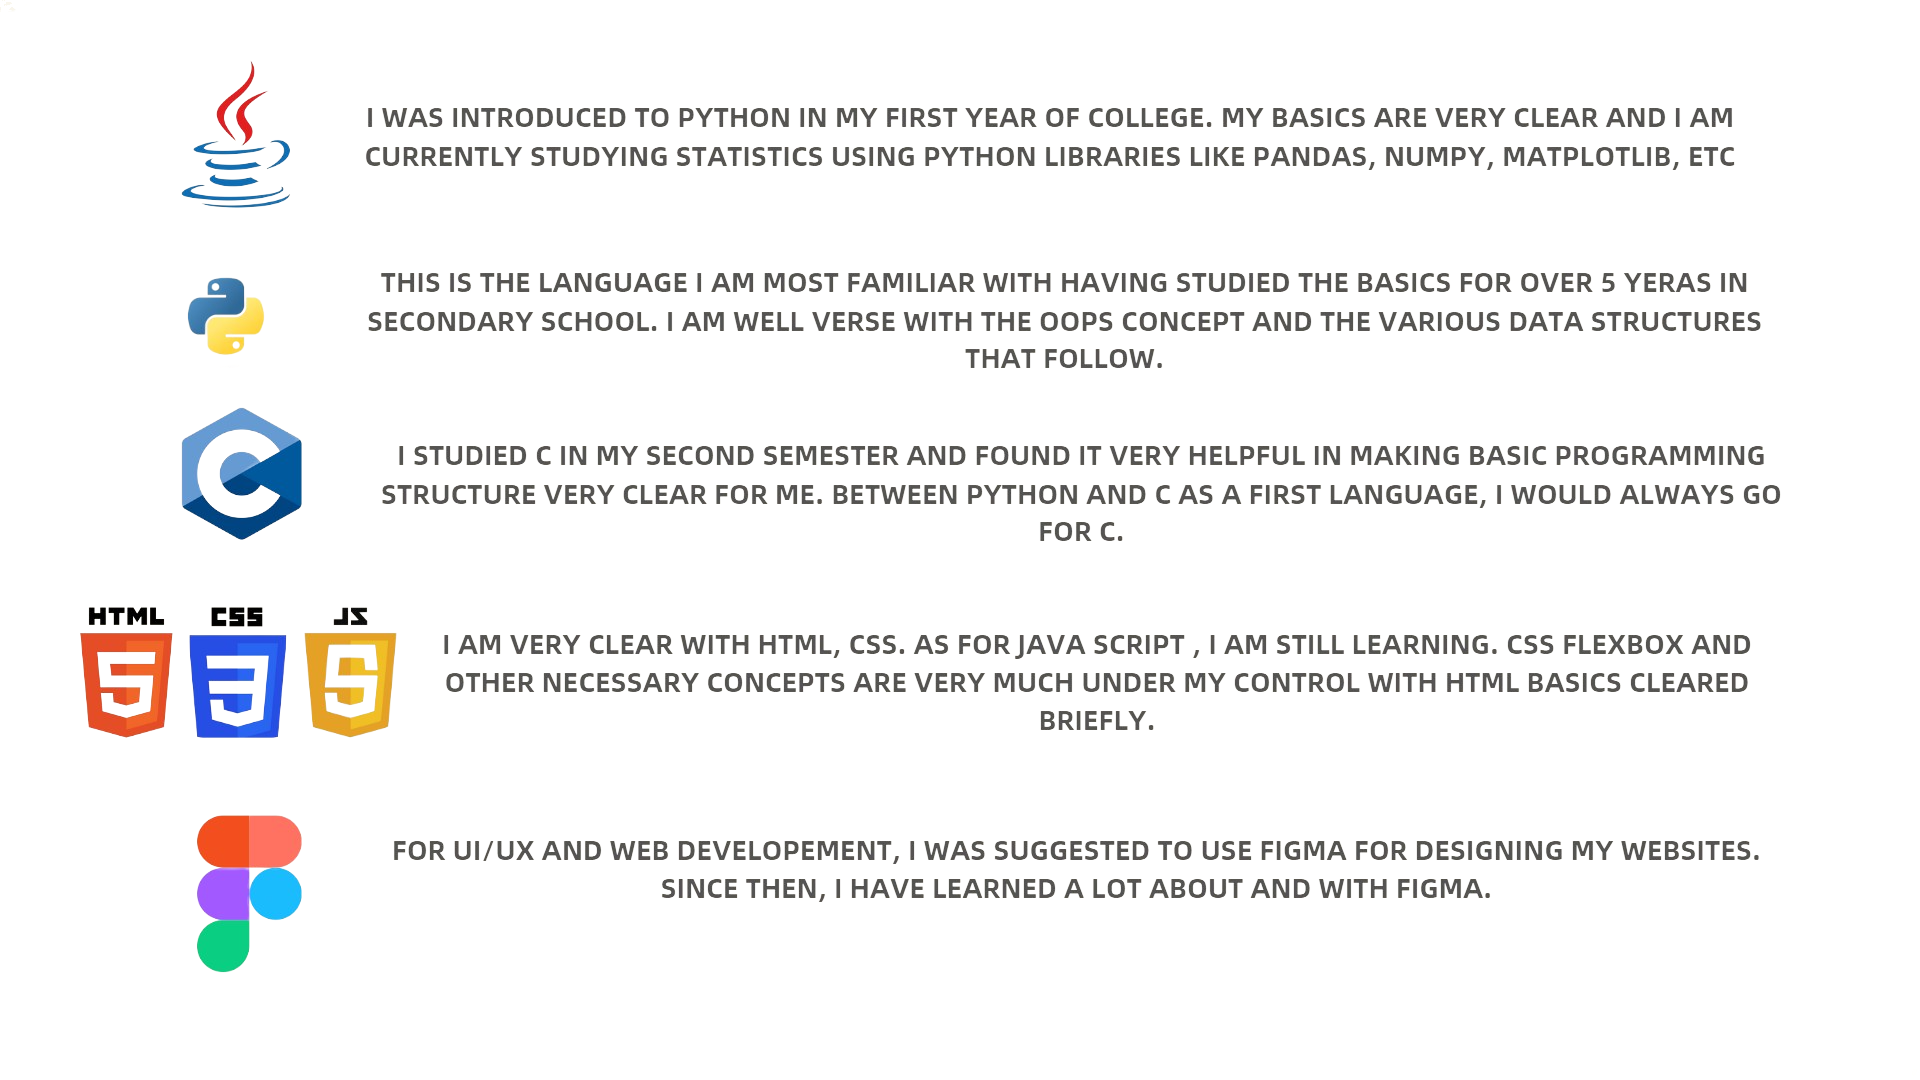 I WAS INTRODUCED TO PYTHON IN MY FIRST YEAR OF COLLEGE. MY BASICS ARE VERY CLEAR AND I AM
CURRENTLY STUDYING STATISTICS USING PYTHON LIBRARIES LIKE PANDAS, NUMPY, MATPLOTLIB, ETC
THIS IS THE LANGUAGE I AM MOST FAMILIAR WITH HAVING STUDIED THE BASICS FOR OVER 5 YERAS IN
SECONDARY SCHOOL. I AM WELL VERSE WITH THE OOPS CONCEPT AND THE VARIOUS DATA STRUCTURES
THAT FOLLOW.
C
I STUDIED C IN MY SECOND SEMESTER AND FOUND IT VERY HELPFUL IN MAKING BASIC PROGRAMMING
STRUCTURE VERY CLEAR FOR ME. BETWEEN PYTHON AND C AS A FIRST LANGUAGE, I WOULD ALWAYS GO
FOR C.
HTML CSS JS
I AM VERY CLEAR WITH HTML, CSS. AS FOR JAVA SCRIPT , I AM STILL LEARNING. CSS FLEXBOX AND
OTHER NECESSARY CONCEPTS ARE VERY MUCH UNDER MY CONTROL WITH HTML BASICS CLEARED
BRIEFLY.
FOR UI/UX AND WEB DEVELOPEMENT, I WAS SUGGESTED TO USE FIGMA FOR DESIGNING MY WEBSITES.
SINCE THEN, I HAVE LEARNED A LOT ABOUT AND WITH FIGMA.